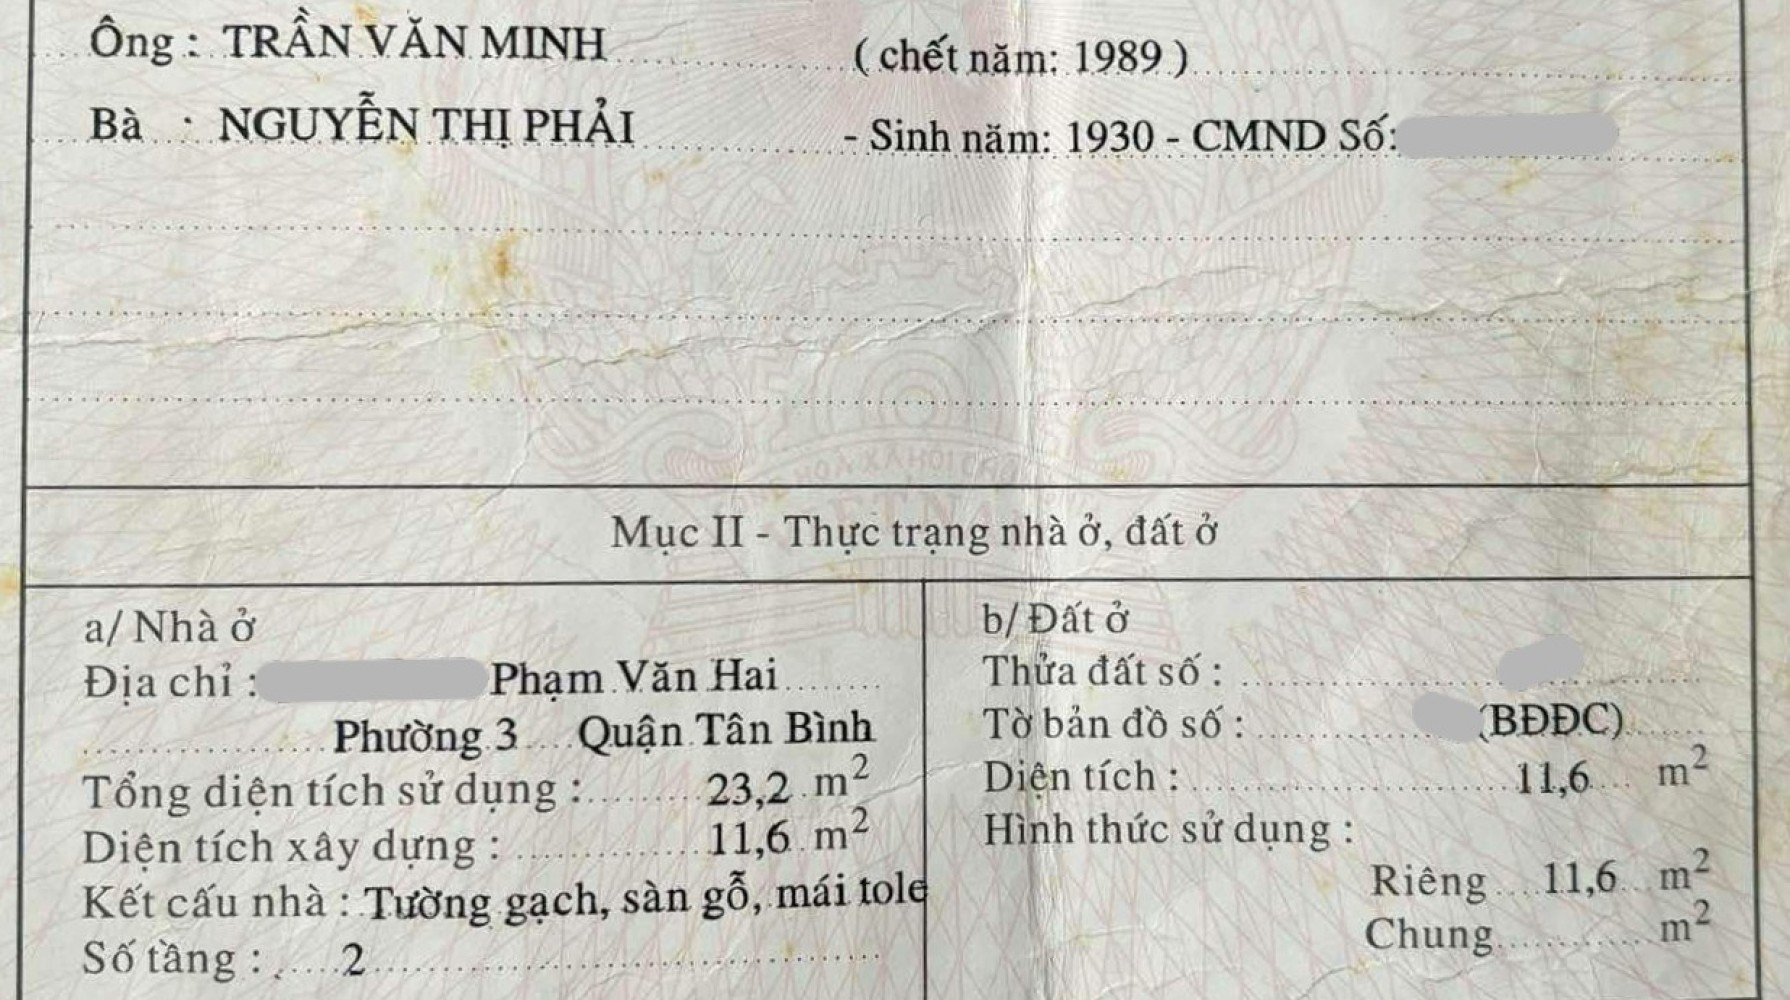 Ông : TRẦN VĂN MINH ( chết năm: 1989 )
Bà : NGUYỄN THỊ PHẢI - Sinh năm: 1930 - CMND Số:
HÒA XÃ HỘI CHỦ
Mục II - Thực trạng nhà ở, đất ở
a/ Nhà ở
Địa chỉ : Phạm Văn Hai
Phường 3 Quận Tân Bình
Tổng diện tích sử dụng : 23,2 m²
Diện tích xây dựng : 11,6 m²
Kết cấu nhà : Tường gạch, sàn gỗ, mái tole
Số tầng : 2
b/ Đất ở
Thửa đất số :
Tờ bản đồ số : (BĐĐC)
Diện tích : 11,6 m²
Hình thức sử dụng :
Riêng 11,6 m²
Chung m²